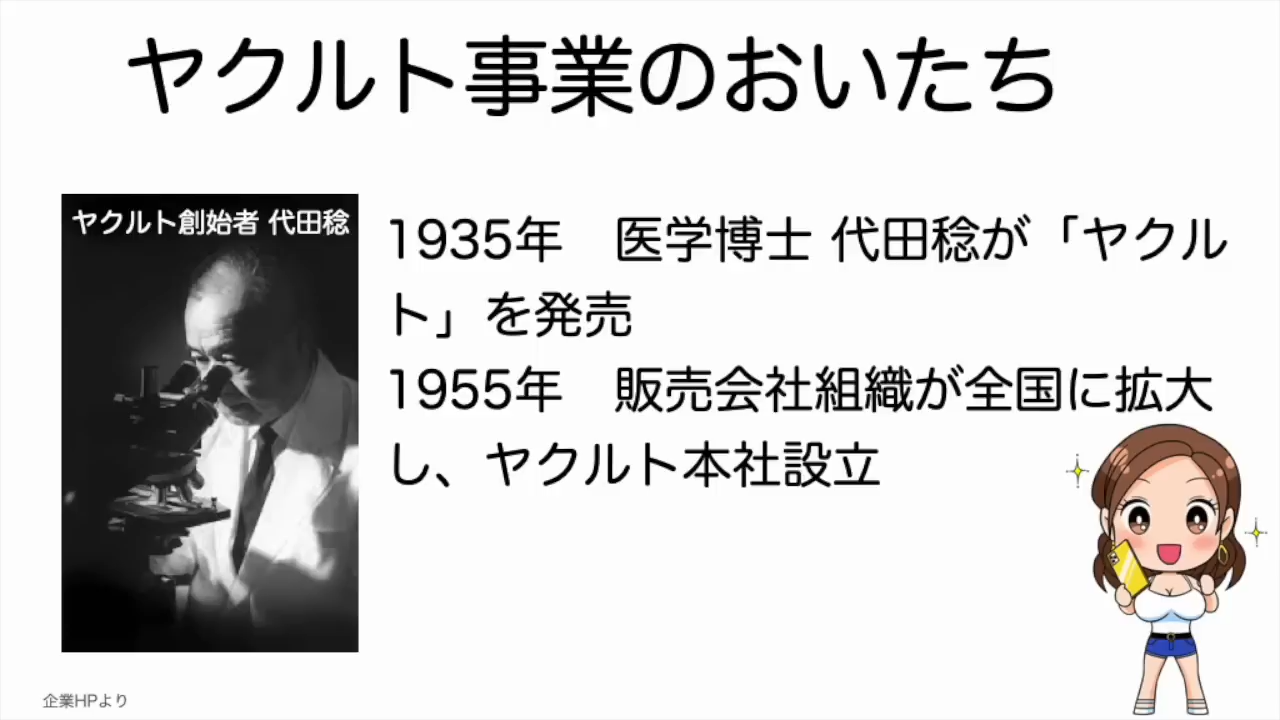 ヤクルト事業のおいたち
ヤクルト創始者 代田稔
1935年　医学博士 代田稔が「ヤクル
ト」を発売
1955年　販売会社組織が全国に拡大
し、ヤクルト本社設立
企業HPより